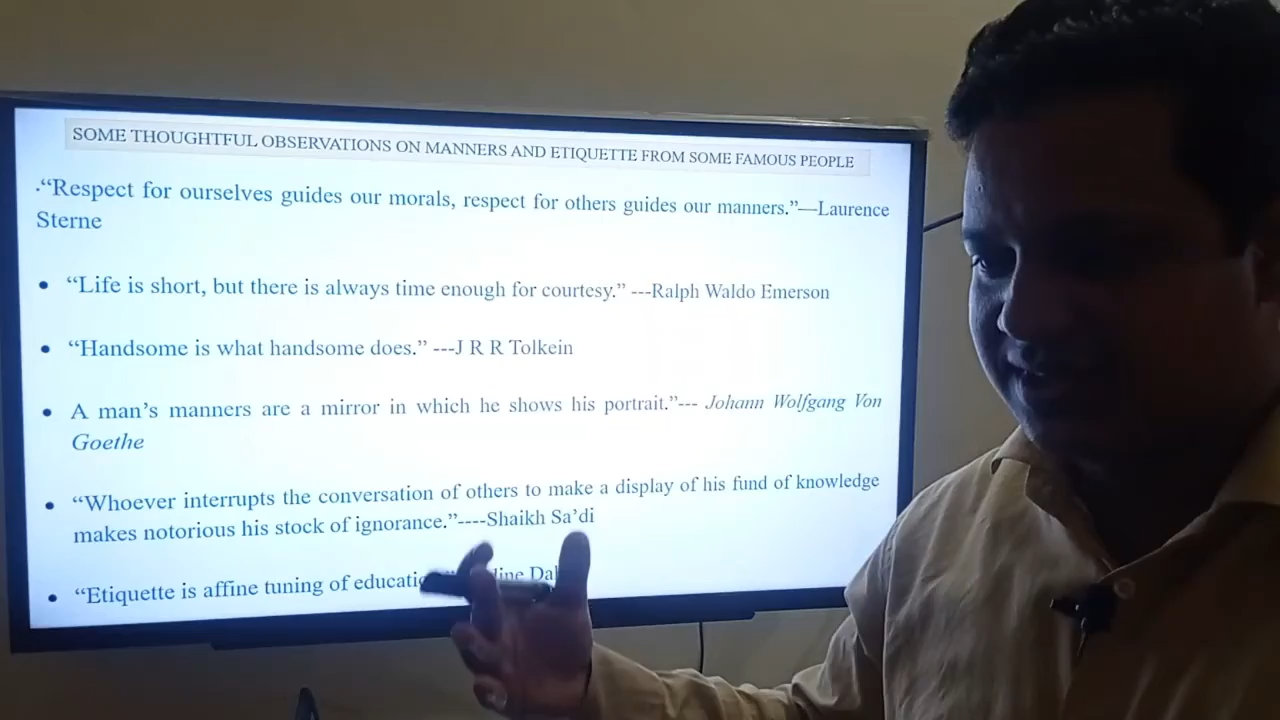 SOME THOUGHTFUL OBSERVATIONS ON MANNERS AND ETIQUETTE FROM SOME FAMOUS PEOPLE
.“Respect for ourselves guides our morals, respect for others guides our manners.”—Laurence
Sterne
• “Life is short, but there is always time enough for courtesy.” ---Ralph Waldo Emerson
• “Handsome is what handsome does.” ---J R R Tolkein
• A man’s manners are a mirror in which he shows his portrait.”--- Johann Wolfgang Von
Goethe
• “Whoever interrupts the conversation of others to make a display of his fund of knowledge
makes notorious his stock of ignorance.”----Shaikh Sa’di
• “Etiquette is affine tuning of